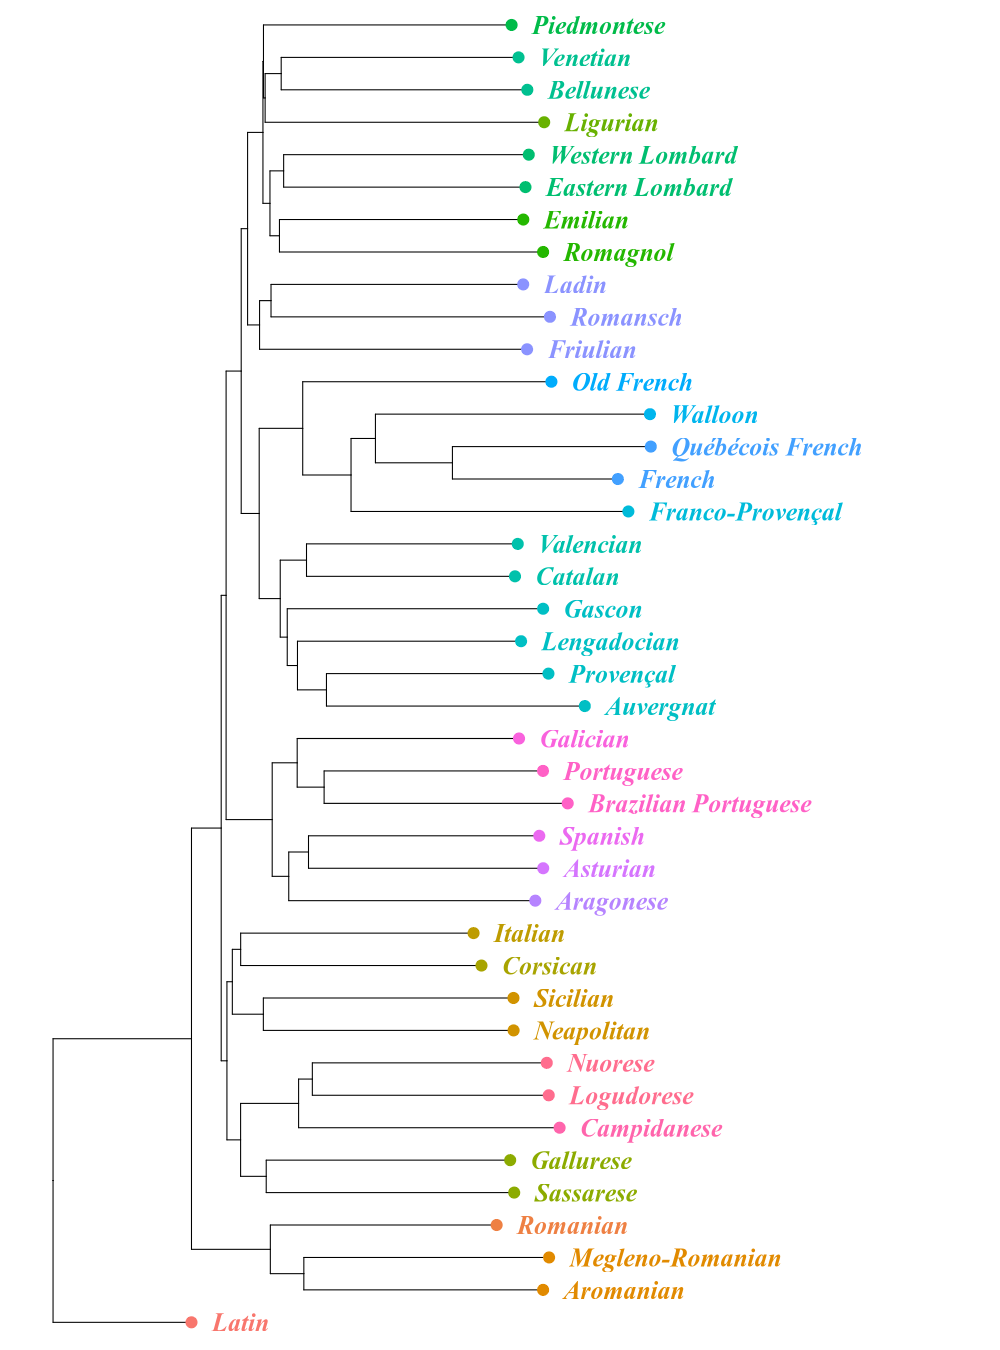 Piedmontese
Venetian
Bellunese
Ligurian
Western Lombard
Eastern Lombard
Emilian
Romagnol
Ladin
Romansch
Friulian
Old French
Walloon
Québécois French
French
Franco-Provençal
Valencian
Catalan
Gascon
Lengadocian
Provençal
Auvergnat
Galician
Portuguese
Brazilian Portuguese
Spanish
Asturian
Aragonese
Italian
Corsican
Sicilian
Neapolitan
Nuorese
Logudorese
Campidanese
Gallurese
Sassarese
Romanian
Megleno-Romanian
Aromanian
Latin